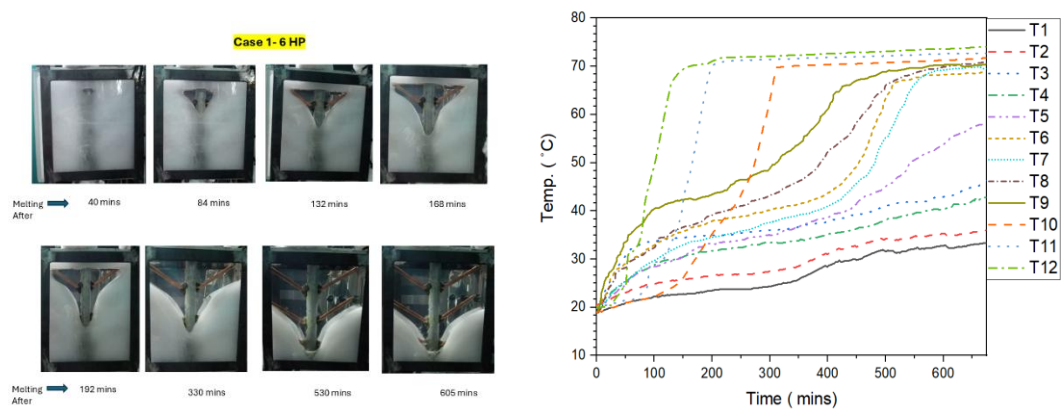 Case 1- 6 HP
Melting After
40 mins
84 mins
132 mins
168 mins
Melting After
192 mins
330 mins
530 mins
605 mins
80
70
60
50
40
30
20
10
Temp. (°C)
0
100
200
300
400
500
600
Time ( mins)
T1
T2
T3
T4
T5
T6
T7
T8
T9
T10
T11
T12